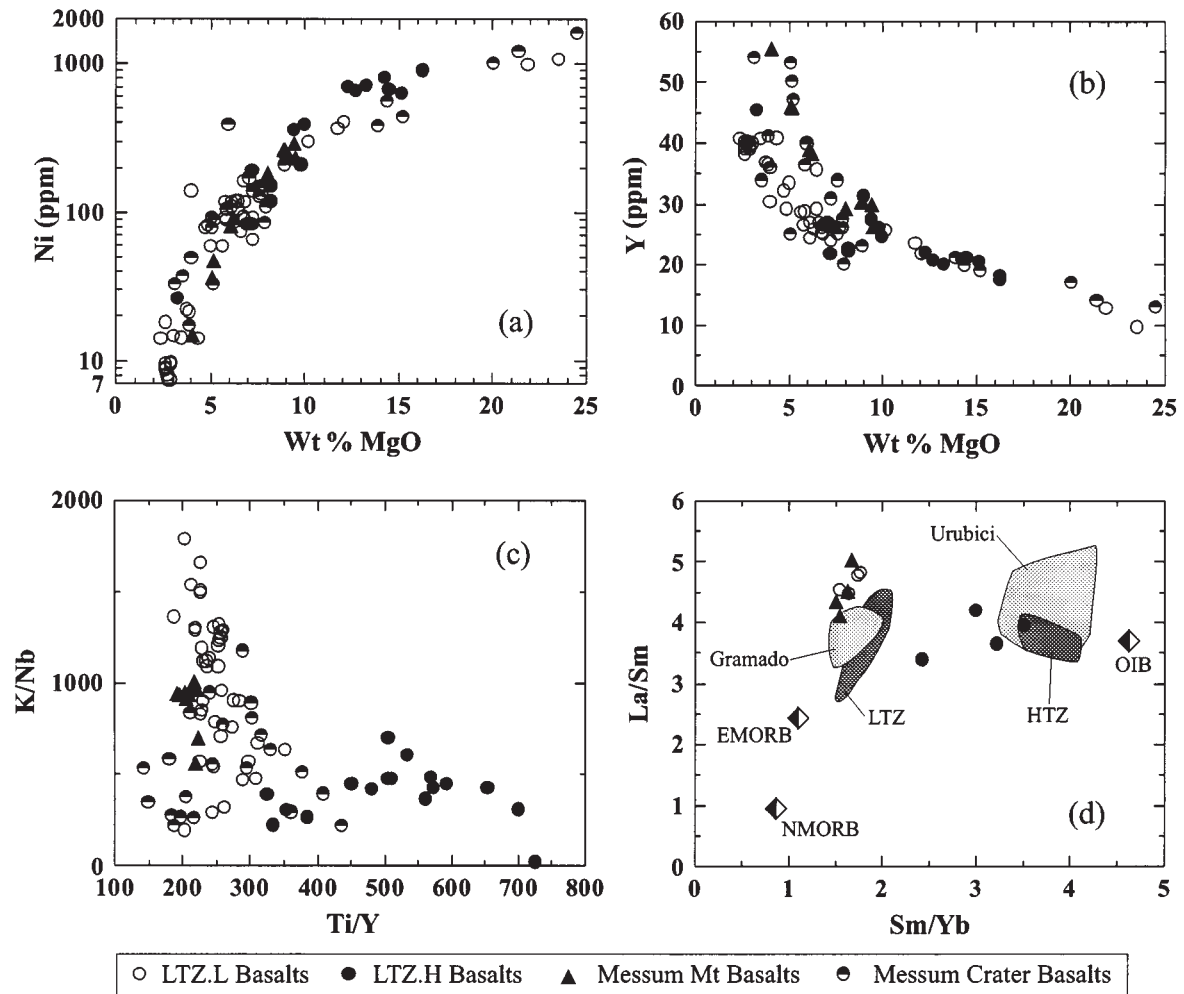 2000
1000
100
10
7
Ni (ppm)
(a)
0 5 10 15 20 25
Wt % MgO
60
50
40
30
20
10
0
Y (ppm)
(b)
0 5 10 15 20 25
Wt % MgO
2000
1000
0
K/Nb
(c)
100 200 300 400 500 600 700 800
Ti/Y
6
5
4
3
2
1
0
La/Sm
Urubici
Gramado
LTZ
HTZ
OIB
EMORB
NMORB
(d)
0 1 2 3 4 5
Sm/Yb
LTZ.L Basalts LTZ.H Basalts Messum Mt Basalts Messum Crater Basalts